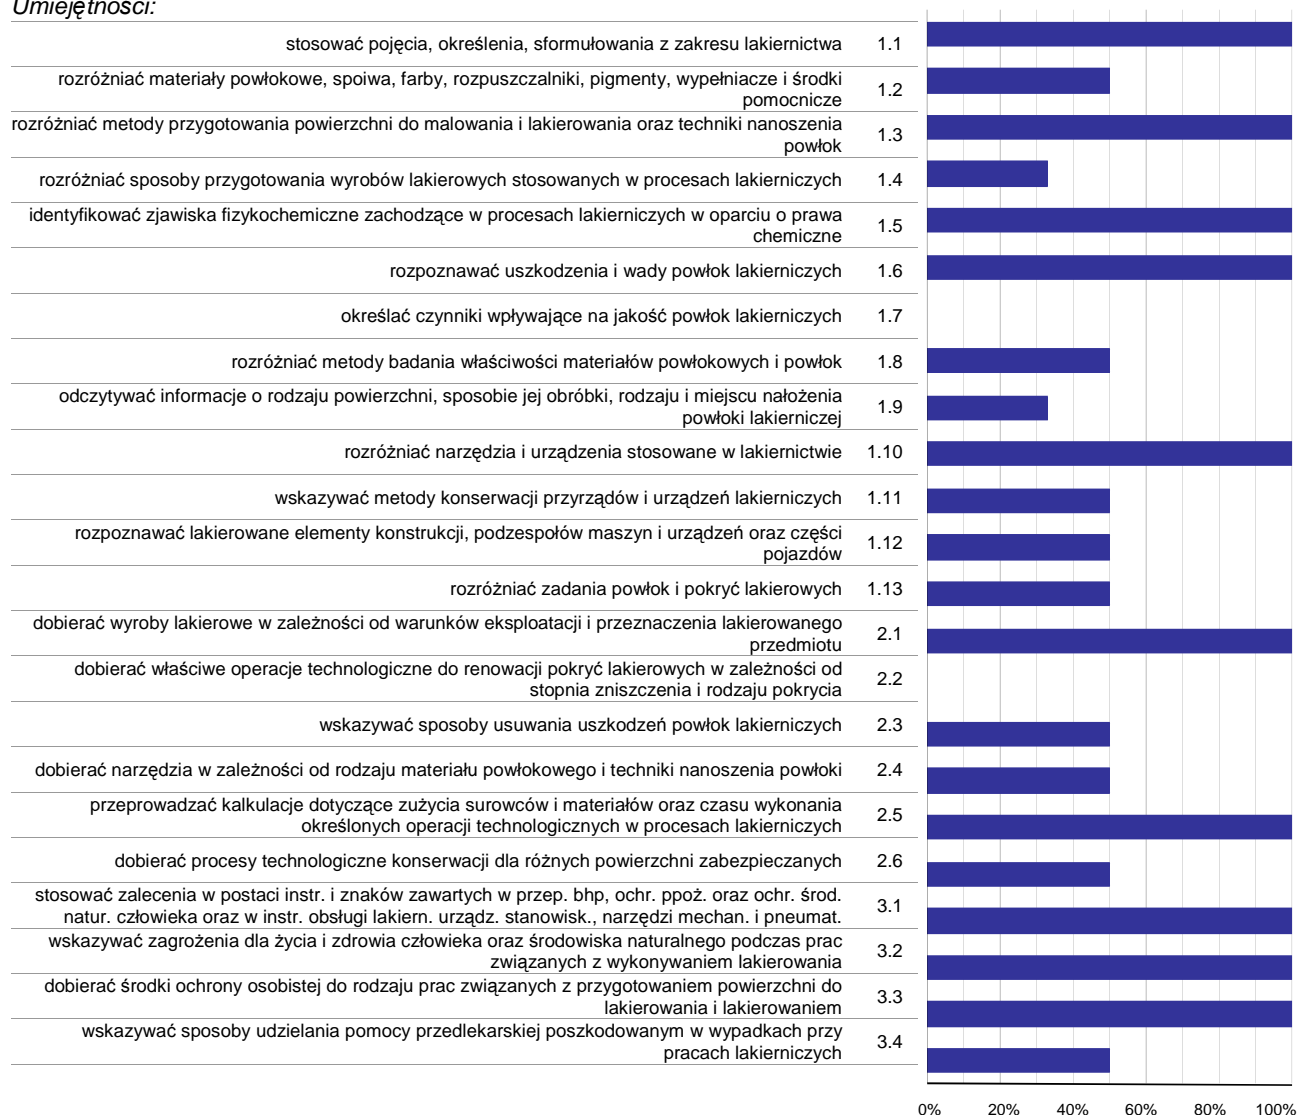 Umiejętności:
stosować pojęcia, określenia, sformułowania z zakresu lakiernictwa 1.1
rozróżniać materiały powłokowe, spoiwa, farby, rozpuszczalniki, pigmenty, wypełniacze i środki
pomocnicze 1.2
rozróżniać metody przygotowania powierzchni do malowania i lakierowania oraz techniki nanoszenia
powłok 1.3
rozróżniać sposoby przygotowania wyrobów lakierowych stosowanych w procesach lakierniczych 1.4
identyfikować zjawiska fizykochemiczne zachodzące w procesach lakierniczych w oparciu o prawa
chemiczne 1.5
rozpoznawać uszkodzenia i wady powłok lakierniczych 1.6
określać czynniki wpływające na jakość powłok lakierniczych 1.7
rozróżniać metody badania właściwości materiałów powłokowych i powłok 1.8
odczytywać informacje o rodzaju powierzchni, sposobie jej obróbki, rodzaju i miejscu nałożenia
powłoki lakierniczej 1.9
rozróżniać narzędzia i urządzenia stosowane w lakiernictwie 1.10
wskazywać metody konserwacji przyrządów i urządzeń lakierniczych 1.11
rozpoznawać lakierowane elementy konstrukcji, podzespołów maszyn i urządzeń oraz części
pojazdów 1.12
rozróżniać zadania powłok i pokryć lakierowych 1.13
dobierać wyroby lakierowe w zależności od warunków eksploatacji i przeznaczenia lakierowanego
przedmiotu 2.1
dobierać właściwe operacje technologiczne do renowacji pokryć lakierowych w zależności od
stopnia zniszczenia i rodzaju pokrycia 2.2
wskazywać sposoby usuwania uszkodzeń powłok lakierniczych 2.3
dobierać narzędzia w zależności od rodzaju materiału powłokowego i techniki nanoszenia powłoki 2.4
przeprowadzać kalkulacje dotyczące zużycia surowców i materiałów oraz czasu wykonania
określonych operacji technologicznych w procesach lakierniczych 2.5
dobierać procesy technologiczne konserwacji dla różnych powierzchni zabezpieczanych 2.6
stosować zalecenia w postaci instr. i znaków zawartych w przep. bhp, ochr. ppoż. oraz ochr. środ.
natur. człowieka oraz w instr. obsługi lakiern. urządz. stanowisk., narzędzi mechan. i pneumat. 3.1
wskazywać zagrożenia dla życia i zdrowia człowieka oraz środowiska naturalnego podczas prac
związanych z wykonywaniem lakierowania 3.2
dobierać środki ochrony osobistej do rodzaju prac związanych z przygotowaniem powierzchni do
lakierowania i lakierowaniem 3.3
wskazywać sposoby udzielania pomocy przedlekarskiej poszkodowanym w wypadkach przy
pracach lakierniczych 3.4
0% 20% 40% 60% 80% 100%